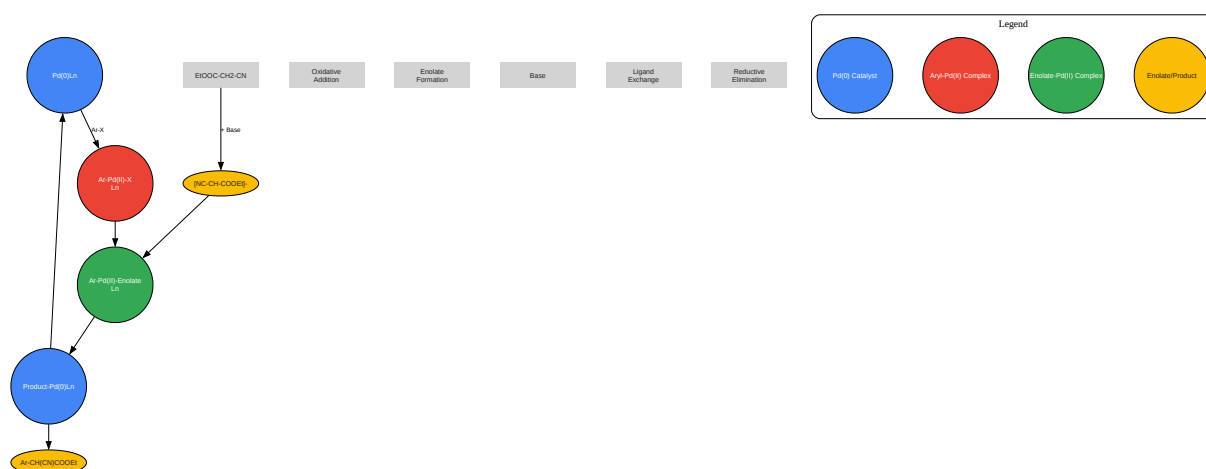 Legend
Pd(0)Ln
EtOOC-CH2-CN
Oxidative
Addition
Enolate
Formation
Base
Ligand
Exchange
Reductive
Elimination
Pd(0) Catalyst
Aryl-Pd(II) Complex
Enolate-Pd(II) Complex
Enolate/Product
Ar-X
+ Base
Ar-Pd(II)-X
Ln
[NC-CH-COOEt]-
Ar-Pd(II)-Enolate
Ln
Product-Pd(0)Ln
Ar-CH(CN)COOEt